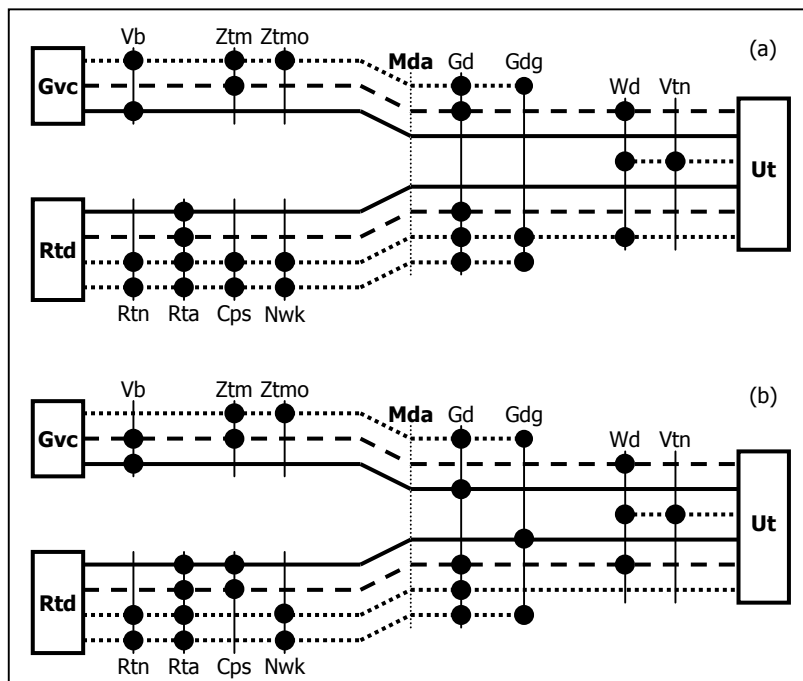 Vb Ztm Ztmo (a)
Gvc Mda Gd Gdg
Wd Vtn
Ut
Rtd
Rtn Rta Cps Nwk
Vb Ztm Ztmo (b)
Gvc Mda Gd Gdg
Wd Vtn
Ut
Rtd
Rtn Rta Cps Nwk